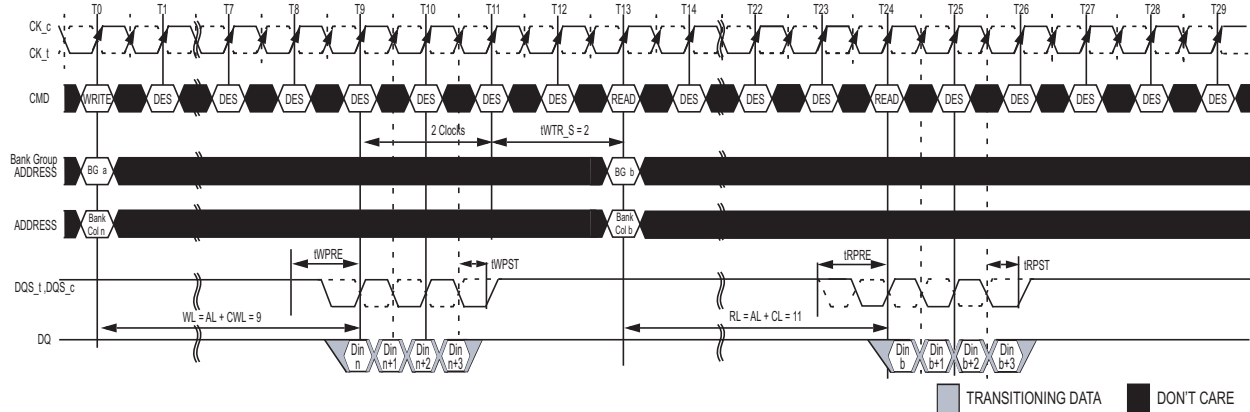 T0 T1 T7 T8 T9 T10 T11 T12 T13 T14 T22 T23 T24 T25 T26 T27 T28 T29
CK_c
CK_t
CMD WRITE DES DES DES DES DES DES DES READ DES DES DES READ DES DES DES DES DES
2 Clocks tWTR_S = 2
Bank Group
ADDRESS
BG a BG b
ADDRESS
Bank
Col n
Bank
Col b
tWPRE tWPST tRPRE tRPST
DQS_t ,DQS_c
WL = AL + CWL = 9 RL = AL + CL = 11
DQ
Din
n
Din
n+1
Din
n+2
Din
n+3
Din
b
Din
b+1
Din
b+2
Din
b+3
TRANSITIONING DATA DON'T CARE